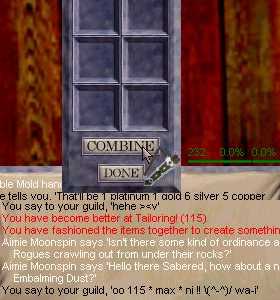 COMBINE
232 0.0% 0.0%
DONE
ble Mold han
e tells you, 'That'll be 1 platinum 1 gold 6 silver 5 copper
You say to your guild, 'hehe ><v'
You have become better at Tailoring! (115)
You have fashioned the items together to create somethin
Aimie Moonspin says 'Isn't there some kind of ordinance a
Rogues crawling out from under their rocks?'
Aimie Moonspin says 'Hello there Sabered, how about a n
Embalming Dust?'
You say to your guild, 'oo 115 * max * ni !! \(^-^)/ wa-i'